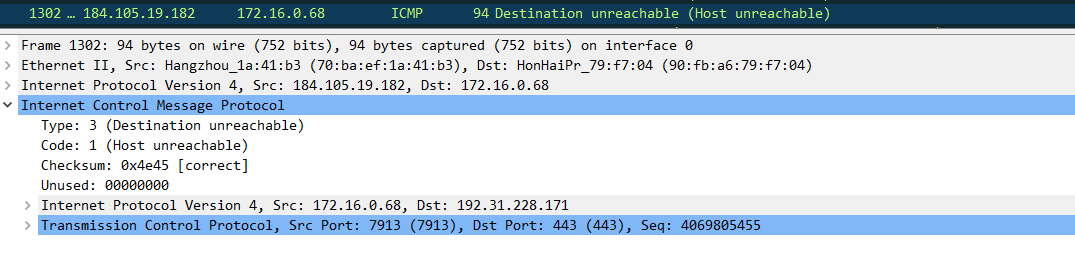 1302 … 184.105.19.182 172.16.0.68 ICMP 94 Destination unreachable (Host unreachable)
Frame 1302: 94 bytes on wire (752 bits), 94 bytes captured (752 bits) on interface 0
Ethernet II, Src: Hangzhou_1a:41:b3 (70:ba:ef:1a:41:b3), Dst: HonHaiPr_79:f7:04 (90:fb:a6:79:f7:04)
Internet Protocol Version 4, Src: 184.105.19.182, Dst: 172.16.0.68
Internet Control Message Protocol
Type: 3 (Destination unreachable)
Code: 1 (Host unreachable)
Checksum: 0x4e45 [correct]
Unused: 00000000
Internet Protocol Version 4, Src: 172.16.0.68, Dst: 192.31.228.171
Transmission Control Protocol, Src Port: 7913 (7913), Dst Port: 443 (443), Seq: 4069805455